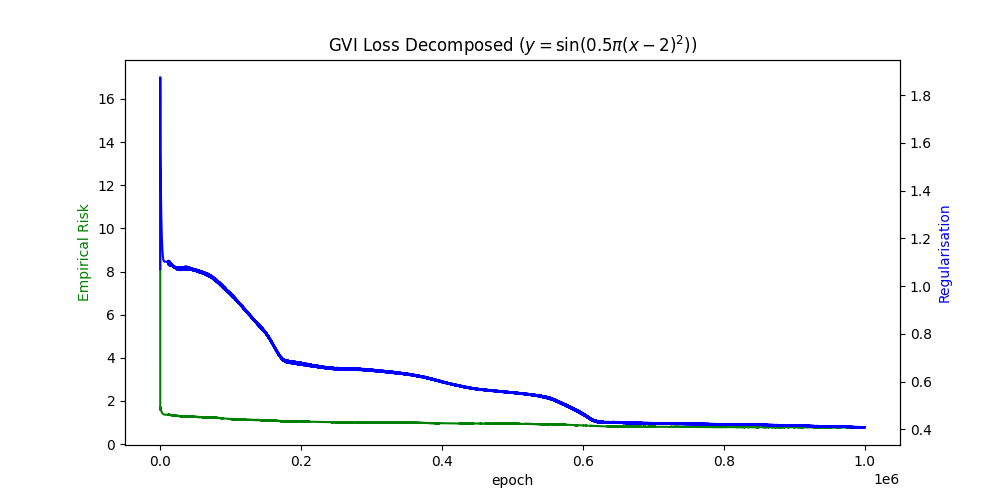 GVI Loss Decomposed (y = sin(0.5π(x − 2)²))
16
14
12
10
8
6
4
2
0
Empirical Risk
1.8
1.6
1.4
1.2
1.0
0.8
0.6
0.4
Regularisation
0.0 0.2 0.4 0.6 0.8 1.0
1e6
epoch